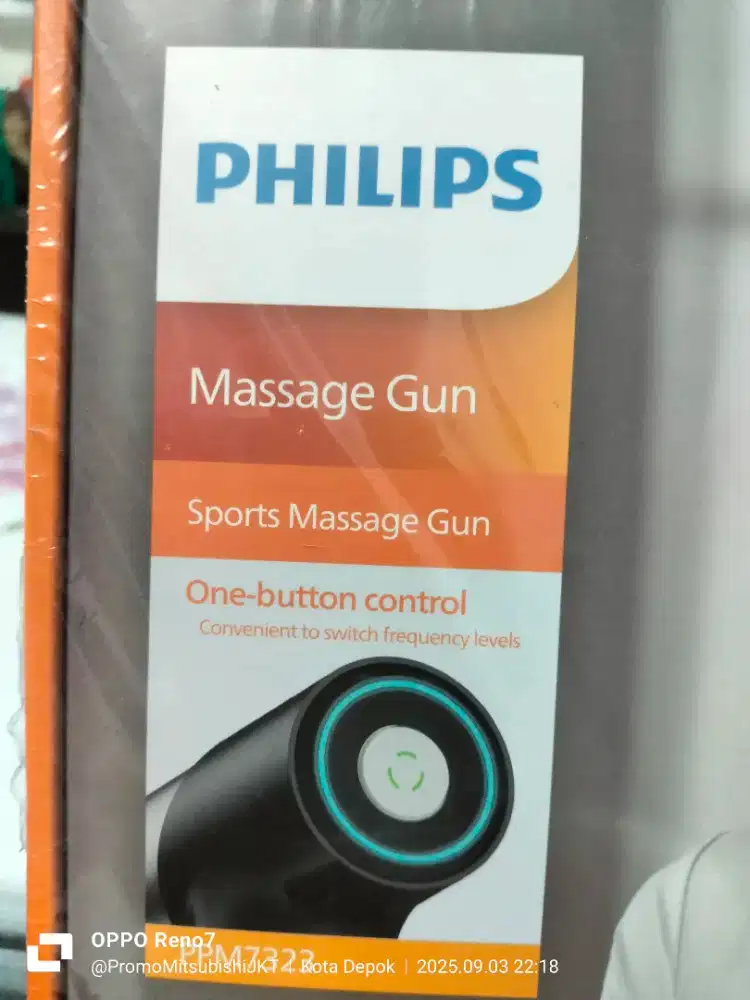 PHILIPS
Massage Gun
Sports Massage Gun
One-button control
Convenient to switch frequency levels
PPM7323
OPPO Reno7
@PromoMitsubishiJKT | Kota Depok | 2025.09.03 22:18